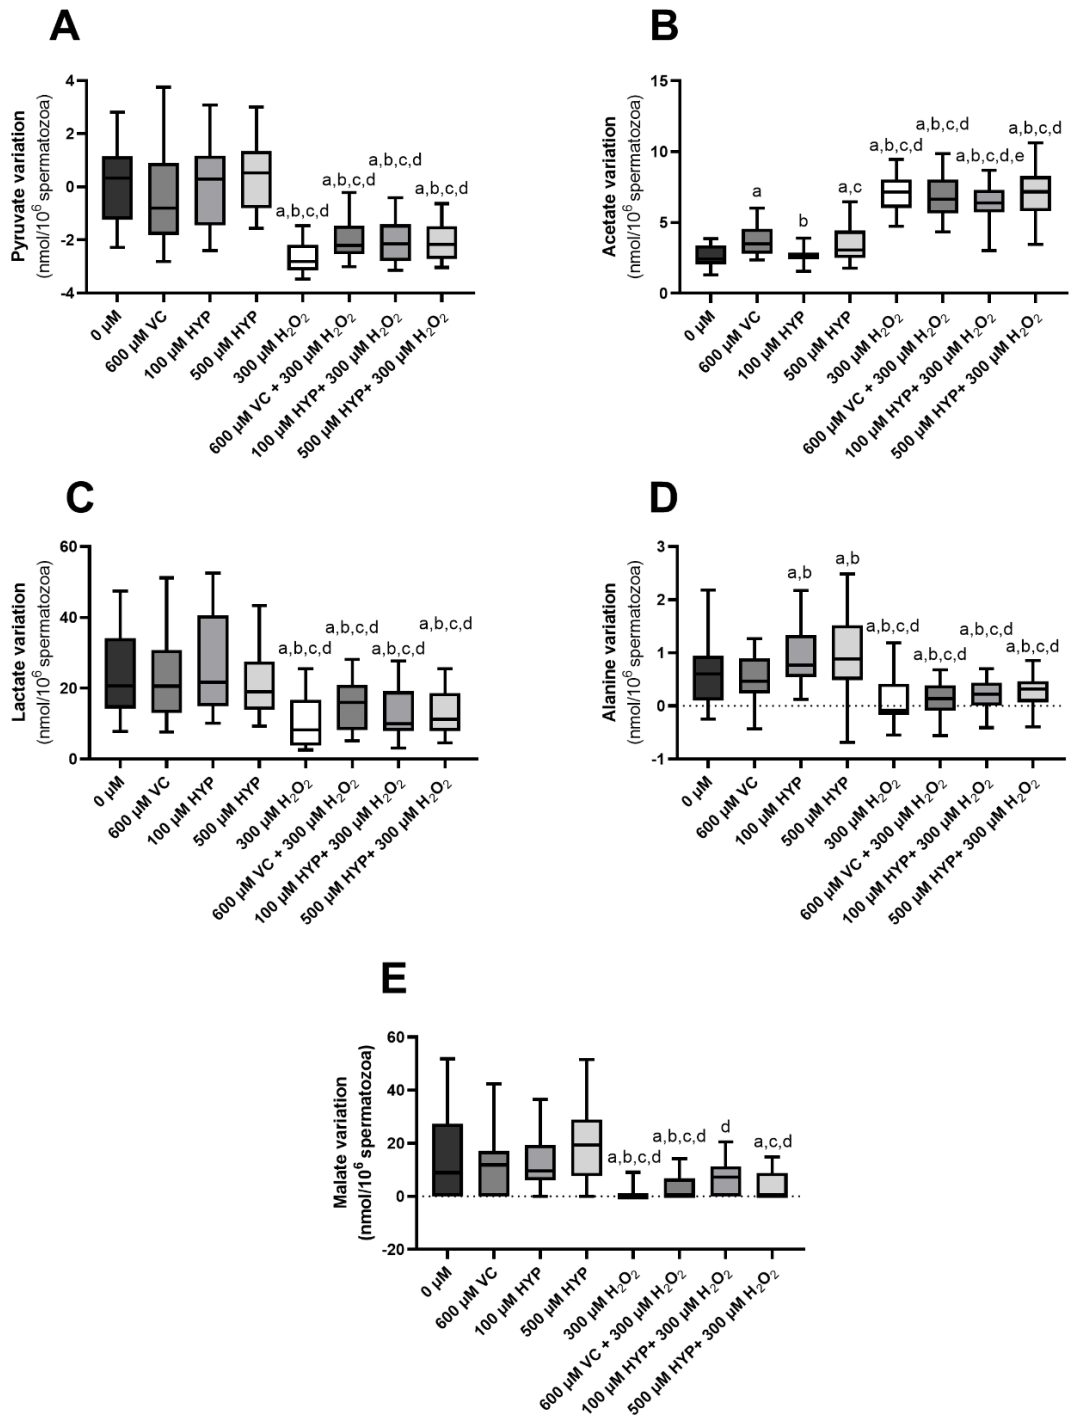 A
Pyruvate variation
(nmol/10⁶ spermatozoa)
4
2
0
-2
-4
a,b,c,d
a,b,c,d
a,b,c,d
a,b,c,d
0 µM
600 µM VC
100 µM HYP
500 µM HYP
300 µM H₂O₂
600 µM VC + 300 µM H₂O₂
100 µM HYP+ 300 µM H₂O₂
500 µM HYP+ 300 µM H₂O₂
B
Acetate variation
(nmol/10⁶ spermatozoa)
15
10
5
0
a
b
a,c
a,b,c,d
a,b,c,d
a,b,c,d,e
a,b,c,d
0 µM
600 µM VC
100 µM HYP
500 µM HYP
300 µM H₂O₂
600 µM VC + 300 µM H₂O₂
100 µM HYP+ 300 µM H₂O₂
500 µM HYP+ 300 µM H₂O₂
C
Lactate variation
(nmol/10⁶ spermatozoa)
60
40
20
0
a,b,c,d
a,b,c,d
a,b,c,d
a,b,c,d
0 µM
600 µM VC
100 µM HYP
500 µM HYP
300 µM H₂O₂
600 µM VC + 300 µM H₂O₂
100 µM HYP+ 300 µM H₂O₂
500 µM HYP+ 300 µM H₂O₂
D
Alanine variation
(nmol/10⁶ spermatozoa)
3
2
1
0
-1
a,b
a,b
a,b,c,d
a,b,c,d
a,b,c,d
a,b,c,d
0 µM
600 µM VC
100 µM HYP
500 µM HYP
300 µM H₂O₂
600 µM VC + 300 µM H₂O₂
100 µM HYP+ 300 µM H₂O₂
500 µM HYP+ 300 µM H₂O₂
E
Malate variation
(nmol/10⁶ spermatozoa)
60
40
20
0
-20
a,b,c,d
a,b,c,d
d
a,c,d
0 µM
600 µM VC
100 µM HYP
500 µM HYP
300 µM H₂O₂
600 µM VC + 300 µM H₂O₂
100 µM HYP+ 300 µM H₂O₂
500 µM HYP+ 300 µM H₂O₂